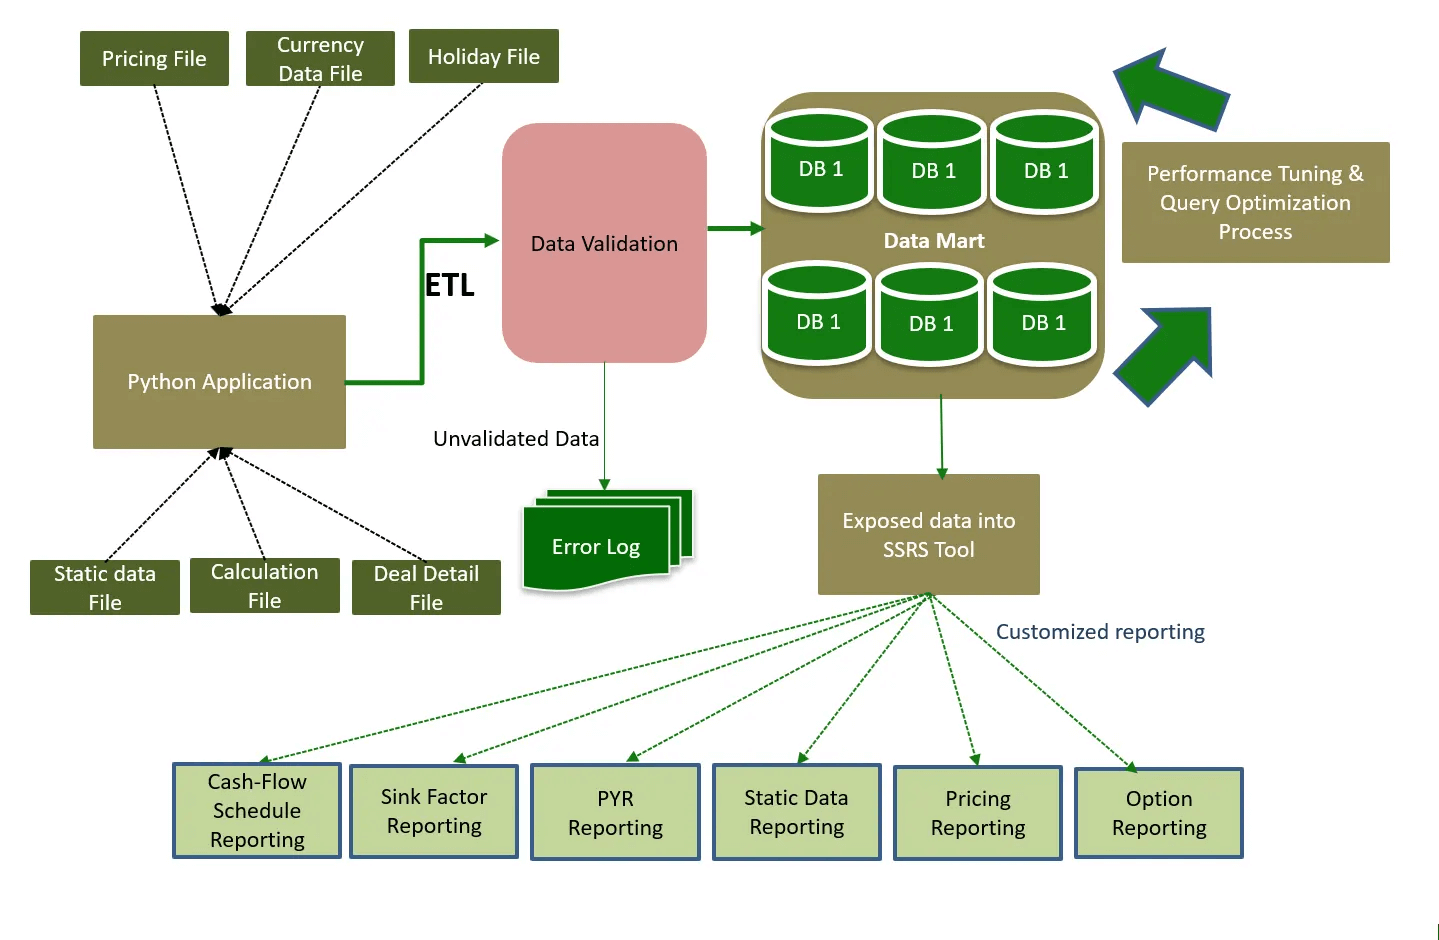 Pricing File
Currency
Data File
Holiday File
DB 1
DB 1
DB 1
Performance Tuning &
Query Optimization
Process
Data Validation
Data Mart
ETL
DB 1
DB 1
DB 1
Python Application
Unvalidated Data
Exposed data into
SSRS Tool
Error Log
Static data
File
Calculation
File
Deal Detail
File
Customized reporting
Cash-Flow
Schedule
Reporting
Sink Factor
Reporting
PYR
Reporting
Static Data
Reporting
Pricing
Reporting
Option
Reporting